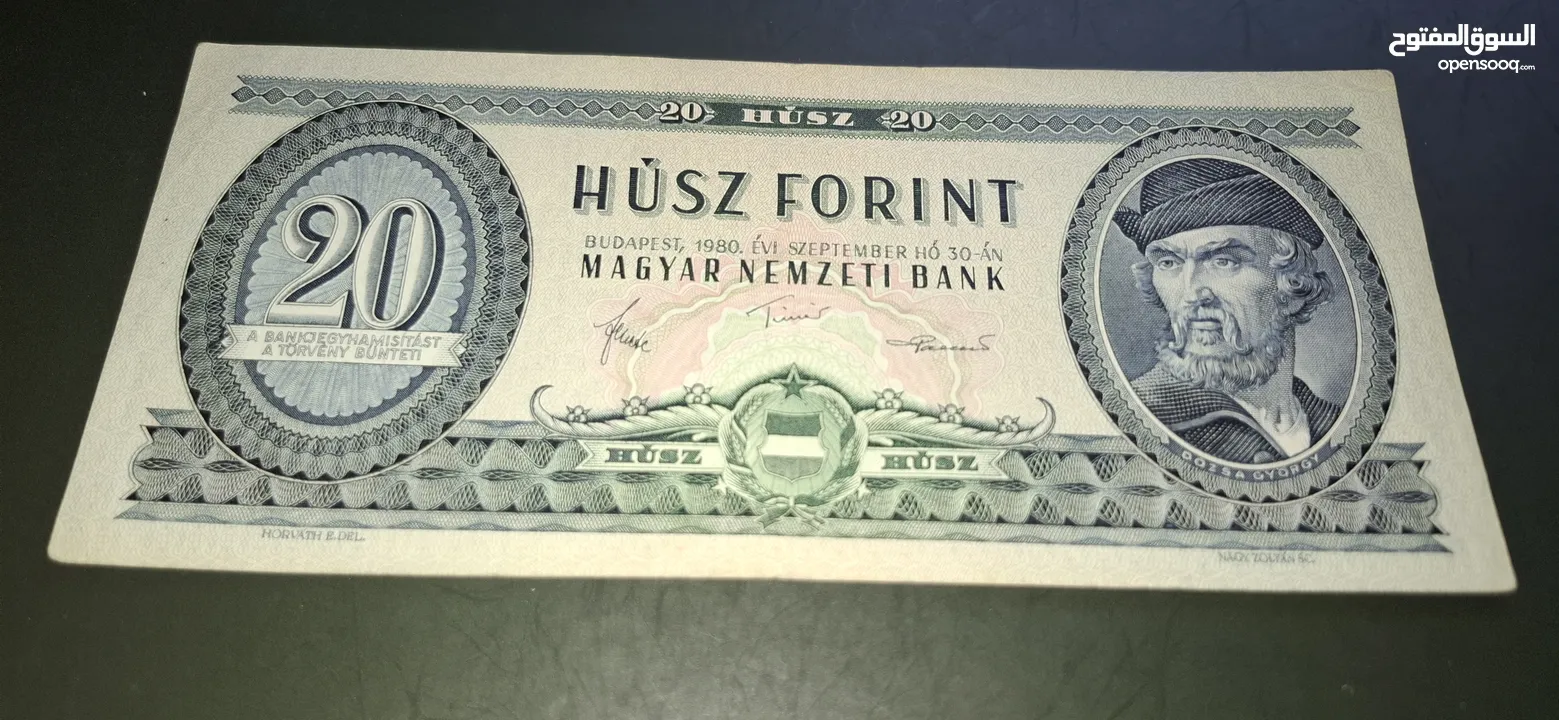 السوق المفتوح
opensooq.com
20 HÚSZ 20
HÚSZ FORINT
BUDAPEST, 1980. ÉVI SZEPTEMBER HÓ 30-ÁN
MAGYAR NEMZETI BANK
20
A BANKJEGYHAMISÍTÁST
A TÖRVÉNY BÜNTETI
HÚSZ HÚSZ
DÓZSA GYÖRGY
HORVÁTH E. DEL.
NAGY ZOLTÁN SC.